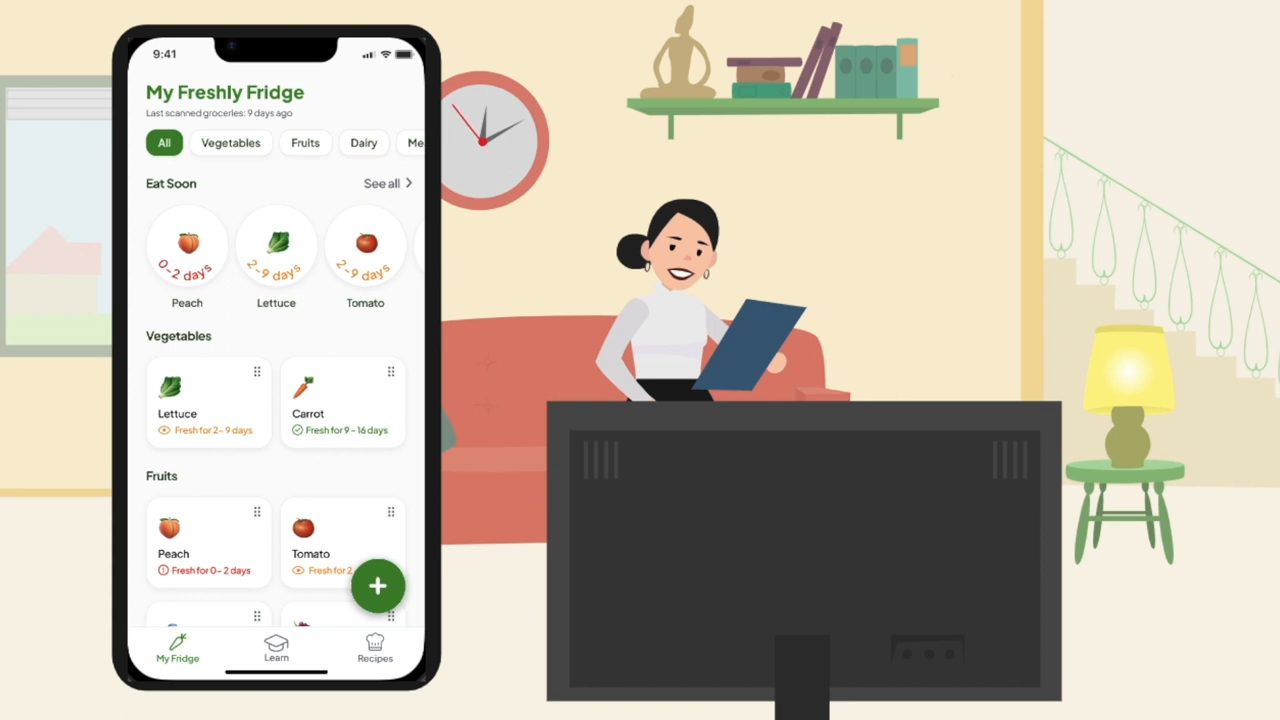 9:41
My Freshly Fridge
Last scanned groceries: 9 days ago
All Vegetables Fruits Dairy Me
Eat Soon See all
0-2 days 2-9 days 2-9 days
Peach Lettuce Tomato
Vegetables
Lettuce Carrot
Fresh for 2- 9 days Fresh for 9 - 16 days
Fruits
Peach Tomato
Fresh for 0- 2 days Fresh for 2
My Fridge Learn Recipes